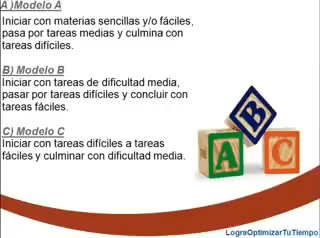 A )Modelo A
Iniciar con materias sencillas y/o fáciles,
pasa por tareas medias y culmina con
tareas difíciles.
B) Modelo B
Iniciar con tareas de dificultad media,
pasar por tareas difíciles y concluir con
tareas fáciles.
C) Modelo C
Iniciar con tareas difíciles a tareas
fáciles y culminar con dificultad media.
B
A C
LograOptimizarTuTiempo